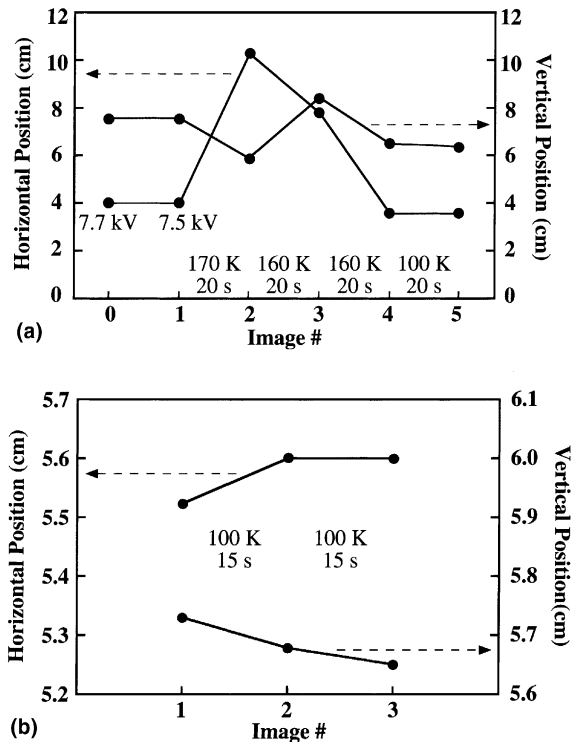 12
12
10
10
8
8
6
6
4
4
2
2
0
0
Horizontal Position (cm)
Vertical Position (cm)
7.7 kV
7.5 kV
170 K
20 s
160 K
20 s
160 K
20 s
100 K
20 s
0 1 2 3 4 5
(a)
Image #
5.7
6.1
5.6
6.0
5.5
5.9
5.4
5.8
5.3
5.7
5.2
5.6
Horizontal Position (cm)
Vertical Position(cm)
100 K
15 s
100 K
15 s
1 2 3
(b)
Image #